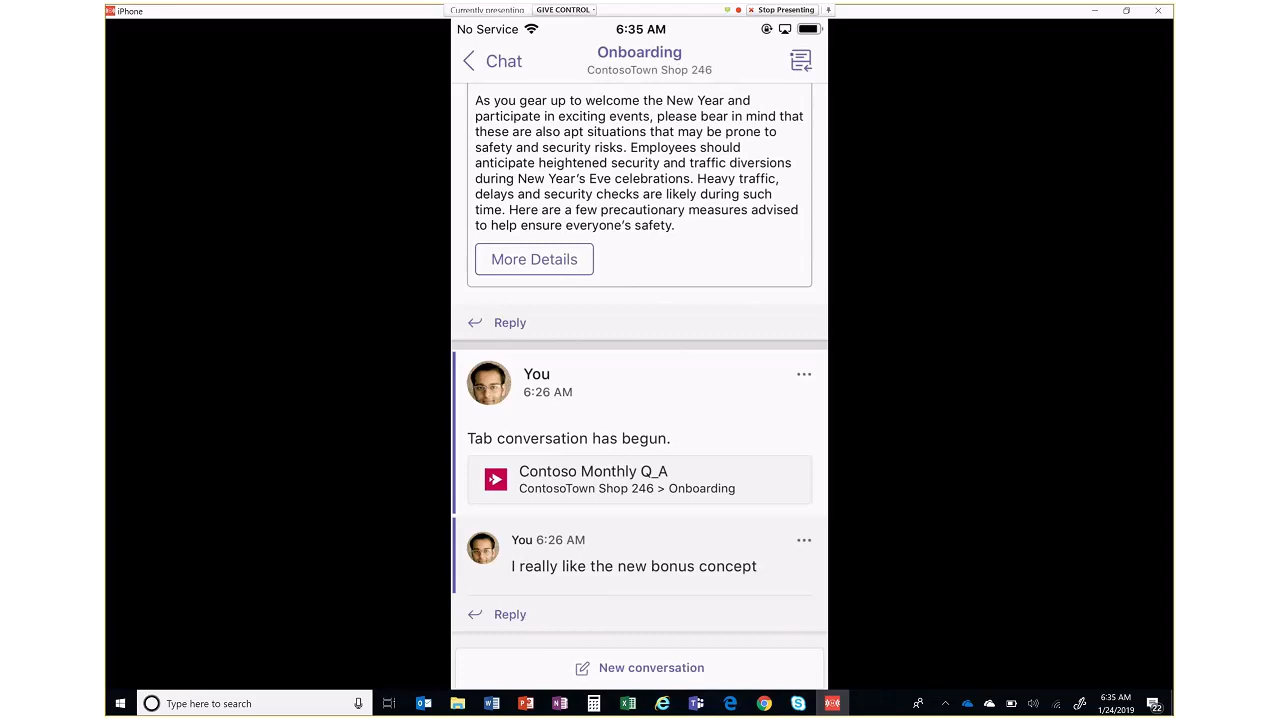 iPhone
Currently presenting
GIVE CONTROL
Stop Presenting
No Service
6:35 AM
Chat
Onboarding
ContosoTown Shop 246
As you gear up to welcome the New Year and
participate in exciting events, please bear in mind that
these are also apt situations that may be prone to
safety and security risks. Employees should
anticipate heightened security and traffic diversions
during New Year's Eve celebrations. Heavy traffic,
delays and security checks are likely during such
time. Here are a few precautionary measures advised
to help ensure everyone's safety.
More Details
Reply
You
6:26 AM
Tab conversation has begun.
Contoso Monthly Q_A
ContosoTown Shop 246 > Onboarding
You 6:26 AM
I really like the new bonus concept
Reply
New conversation
Type here to search
6:35 AM
1/24/2019
22